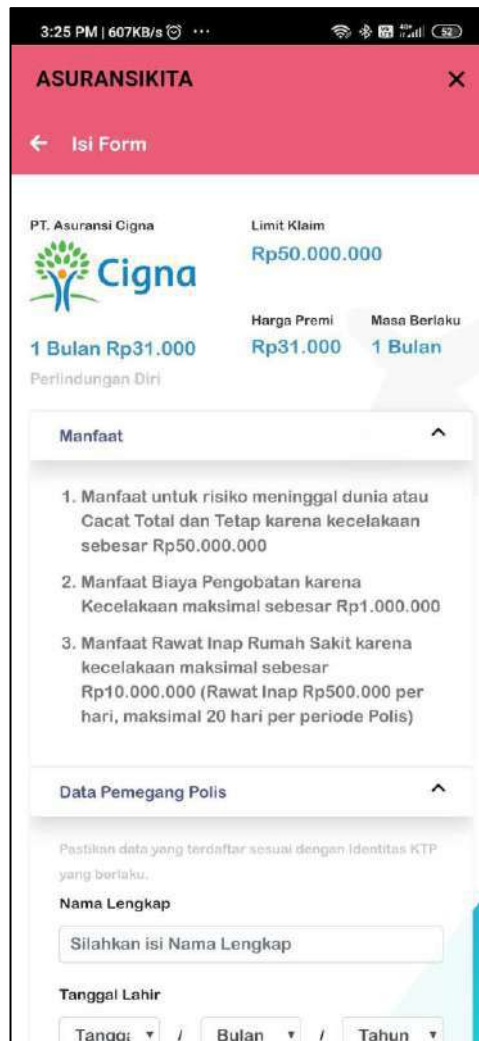 3:25 PM | 607KB/s
52
ASURANSIKITA
Isi Form
PT. Asuransi Cigna
Cigna
Limit Klaim
Rp50.000.000
Harga Premi Masa Berlaku
Rp31.000 1 Bulan
1 Bulan Rp31.000
Perlindungan Diri
Manfaat
1. Manfaat untuk risiko meninggal dunia atau
Cacat Total dan Tetap karena kecelakaan
sebesar Rp50.000.000
2. Manfaat Biaya Pengobatan karena
Kecelakaan maksimal sebesar Rp1.000.000
3. Manfaat Rawat Inap Rumah Sakit karena
kecelakaan maksimal sebesar
Rp10.000.000 (Rawat Inap Rp500.000 per
hari, maksimal 20 hari per periode Polis)
Data Pemegang Polis
Pastikan data yang terdaftar sesuai dengan Identitas KTP
yang berlaku.
Nama Lengkap
Silahkan isi Nama Lengkap
Tanggal Lahir
Tangga / Bulan / Tahun